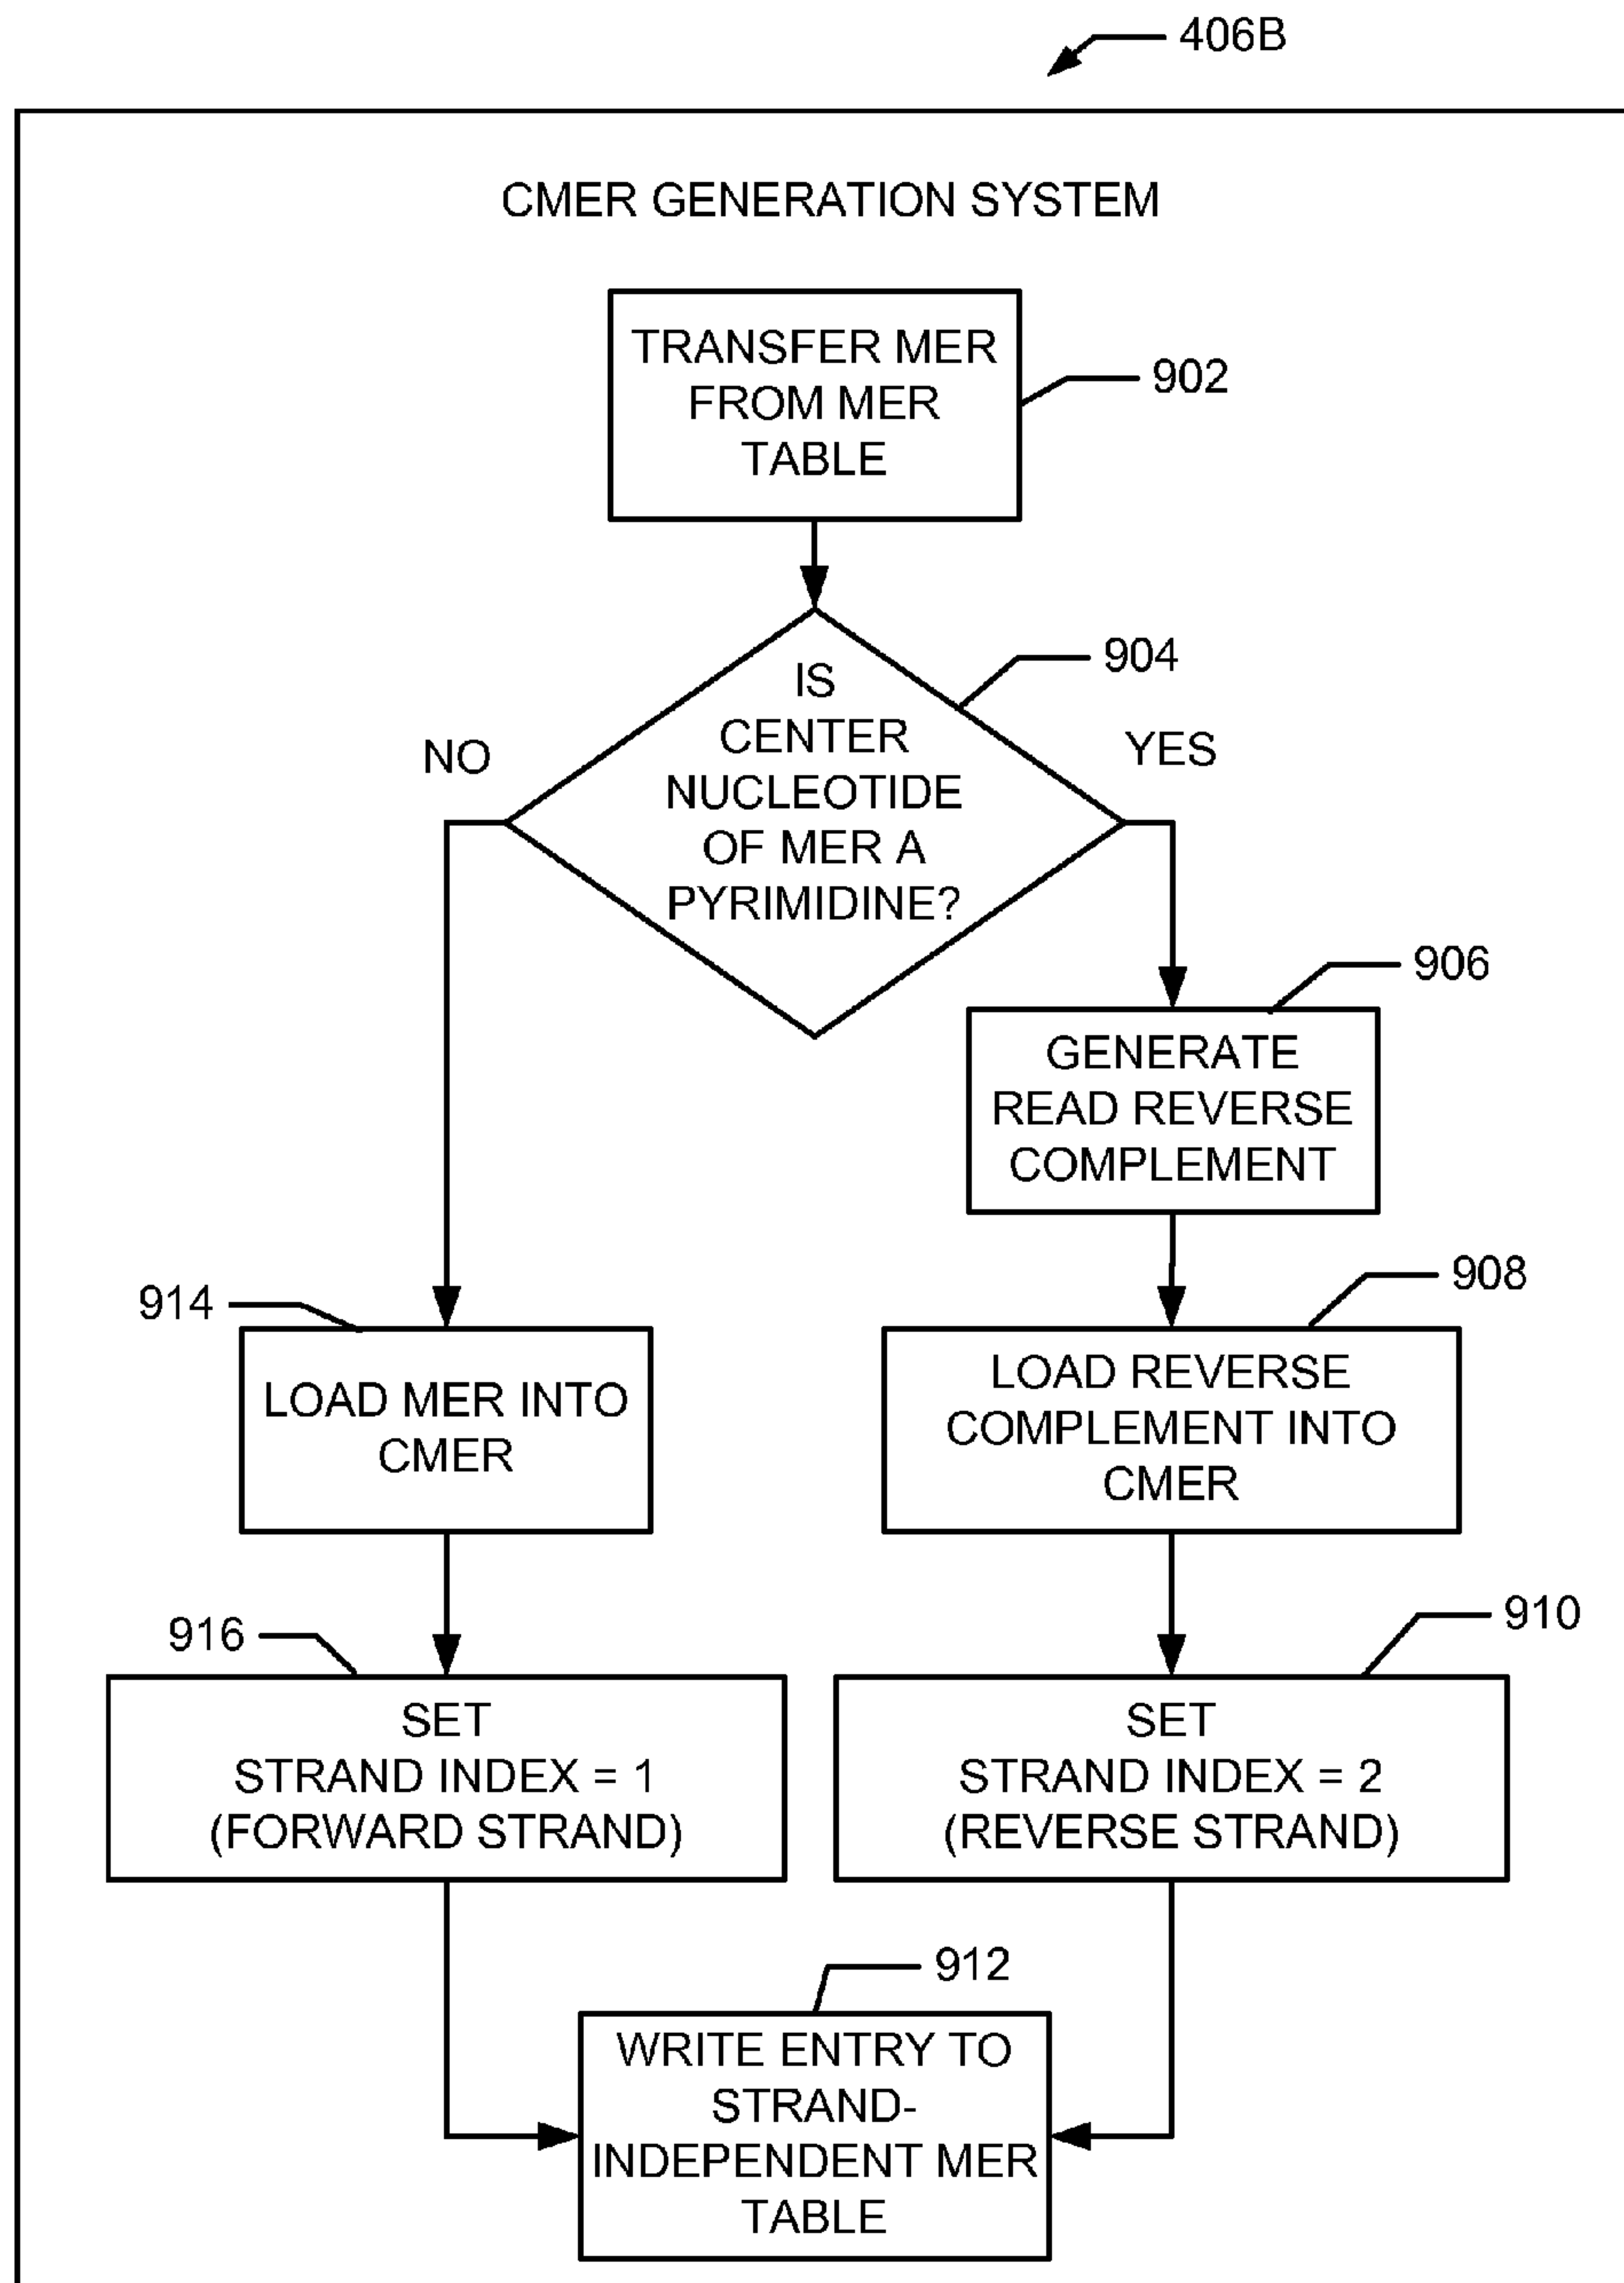 406B
CMER GENERATION SYSTEM
TRANSFER MER
FROM MER
TABLE
902
IS
CENTER
NUCLEOTIDE
OF MER A
PYRIMIDINE?
904
NO
YES
906
GENERATE
READ REVERSE
COMPLEMENT
908
LOAD REVERSE
COMPLEMENT INTO
CMER
914
LOAD MER INTO
CMER
916
SET
STRAND INDEX = 1
(FORWARD STRAND)
910
SET
STRAND INDEX = 2
(REVERSE STRAND)
912
WRITE ENTRY TO
STRAND-
INDEPENDENT MER
TABLE